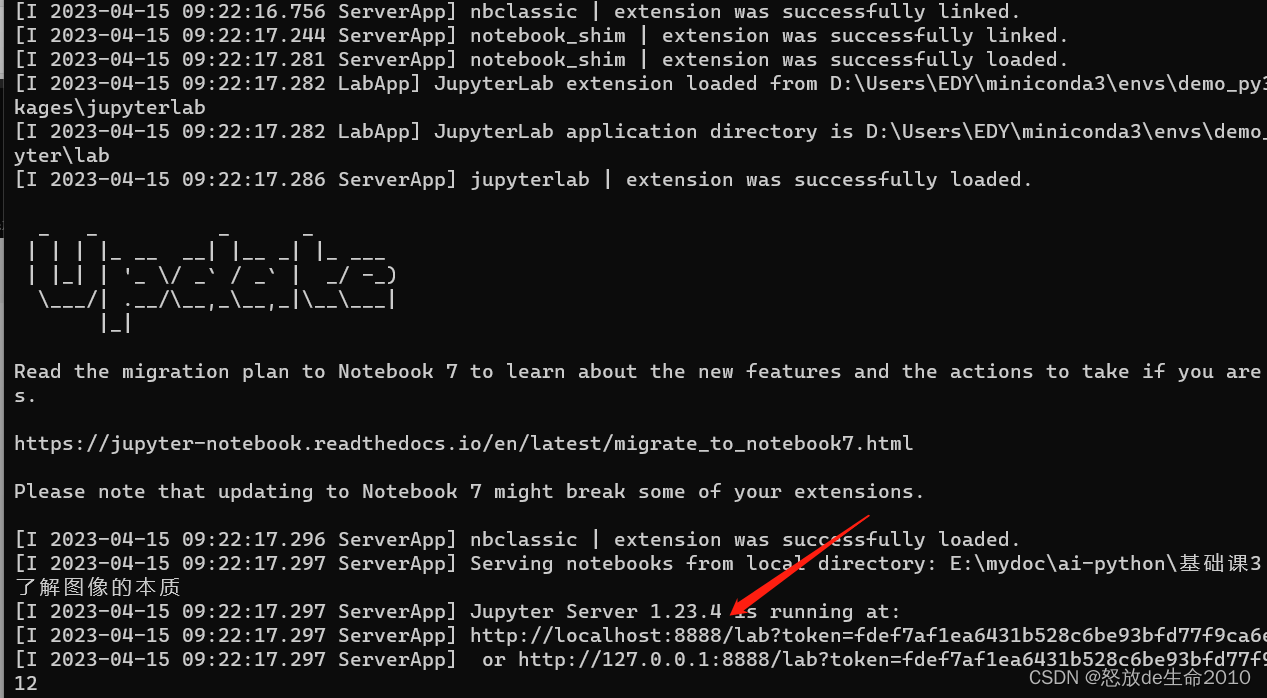 [I 2023-04-15 09:22:16.756 ServerApp] nbclassic | extension was successfully linked.
[I 2023-04-15 09:22:17.244 ServerApp] notebook_shim | extension was successfully linked.
[I 2023-04-15 09:22:17.281 ServerApp] notebook_shim | extension was successfully loaded.
[I 2023-04-15 09:22:17.282 LabApp] JupyterLab extension loaded from D:\Users\EDY\miniconda3\envs\demo_py3
kages\jupyterlab
[I 2023-04-15 09:22:17.282 LabApp] JupyterLab application directory is D:\Users\EDY\miniconda3\envs\demo_
yter\lab
[I 2023-04-15 09:22:17.286 ServerApp] jupyterlab | extension was successfully loaded.
Update
Read the migration plan to Notebook 7 to learn about the new features and the actions to take if you are
s.
https://jupyter-notebook.readthedocs.io/en/latest/migrate_to_notebook7.html
Please note that updating to Notebook 7 might break some of your extensions.
[I 2023-04-15 09:22:17.296 ServerApp] nbclassic | extension was successfully loaded.
[I 2023-04-15 09:22:17.297 ServerApp] Serving notebooks from local directory: E:\mydoc\ai-python\基础课3
了解图像的本质
[I 2023-04-15 09:22:17.297 ServerApp] Jupyter Server 1.23.4 is running at:
[I 2023-04-15 09:22:17.297 ServerApp] http://localhost:8888/lab?token=fdef7af1ea6431b528c6be93bfd77f9ca6e
[I 2023-04-15 09:22:17.297 ServerApp]  or http://127.0.0.1:8888/lab?token=fdef7af1ea6431b528c6be93bfd77f9
12
CSDN @怒放de生命2010